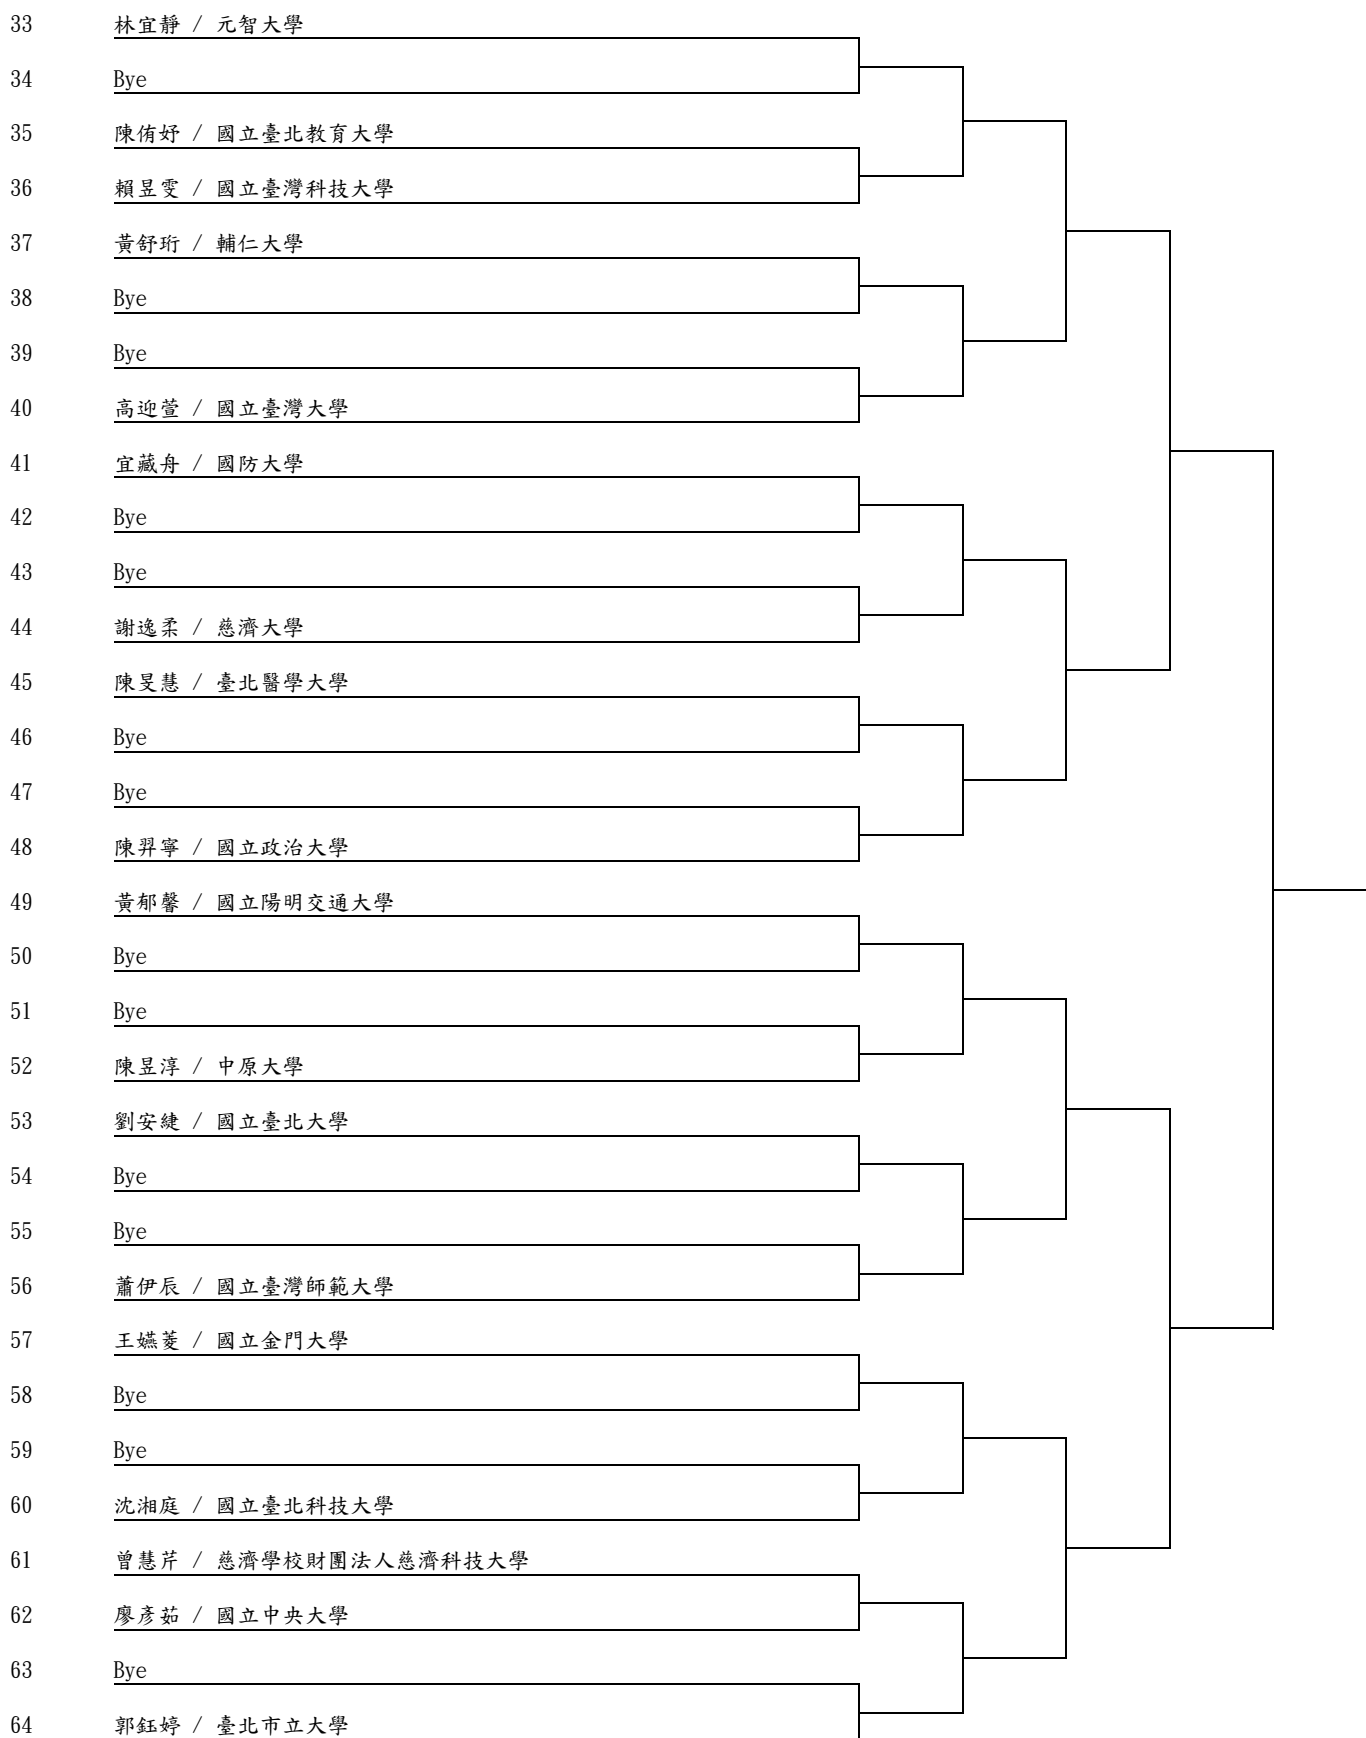 33 林宜靜 / 元智大學
34 Bye
35 陳侑妤 / 國立臺北教育大學
36 賴昱雯 / 國立臺灣科技大學
37 黃舒珩 / 輔仁大學
38 Bye
39 Bye
40 高迎萱 / 國立臺灣大學
41 宜藏舟 / 國防大學
42 Bye
43 Bye
44 謝逸柔 / 慈濟大學
45 陳旻慧 / 臺北醫學大學
46 Bye
47 Bye
48 陳羿寧 / 國立政治大學
49 黃郁馨 / 國立陽明交通大學
50 Bye
51 Bye
52 陳昱淳 / 中原大學
53 劉安緁 / 國立臺北大學
54 Bye
55 Bye
56 蕭伊辰 / 國立臺灣師範大學
57 王嬿菱 / 國立金門大學
58 Bye
59 Bye
60 沈湘庭 / 國立臺北科技大學
61 曾慧芹 / 慈濟學校財團法人慈濟科技大學
62 廖彥茹 / 國立中央大學
63 Bye
64 郭鈺婷 / 臺北市立大學